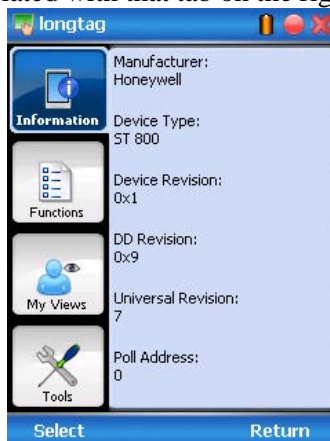 longtag
Information
Functions
My Views
Tools
Manufacturer:
Honeywell
Device Type:
ST 800
Device Revision:
0x1
DD Revision:
0x9
Universal Revision:
7
Poll Address:
0
Select
Return